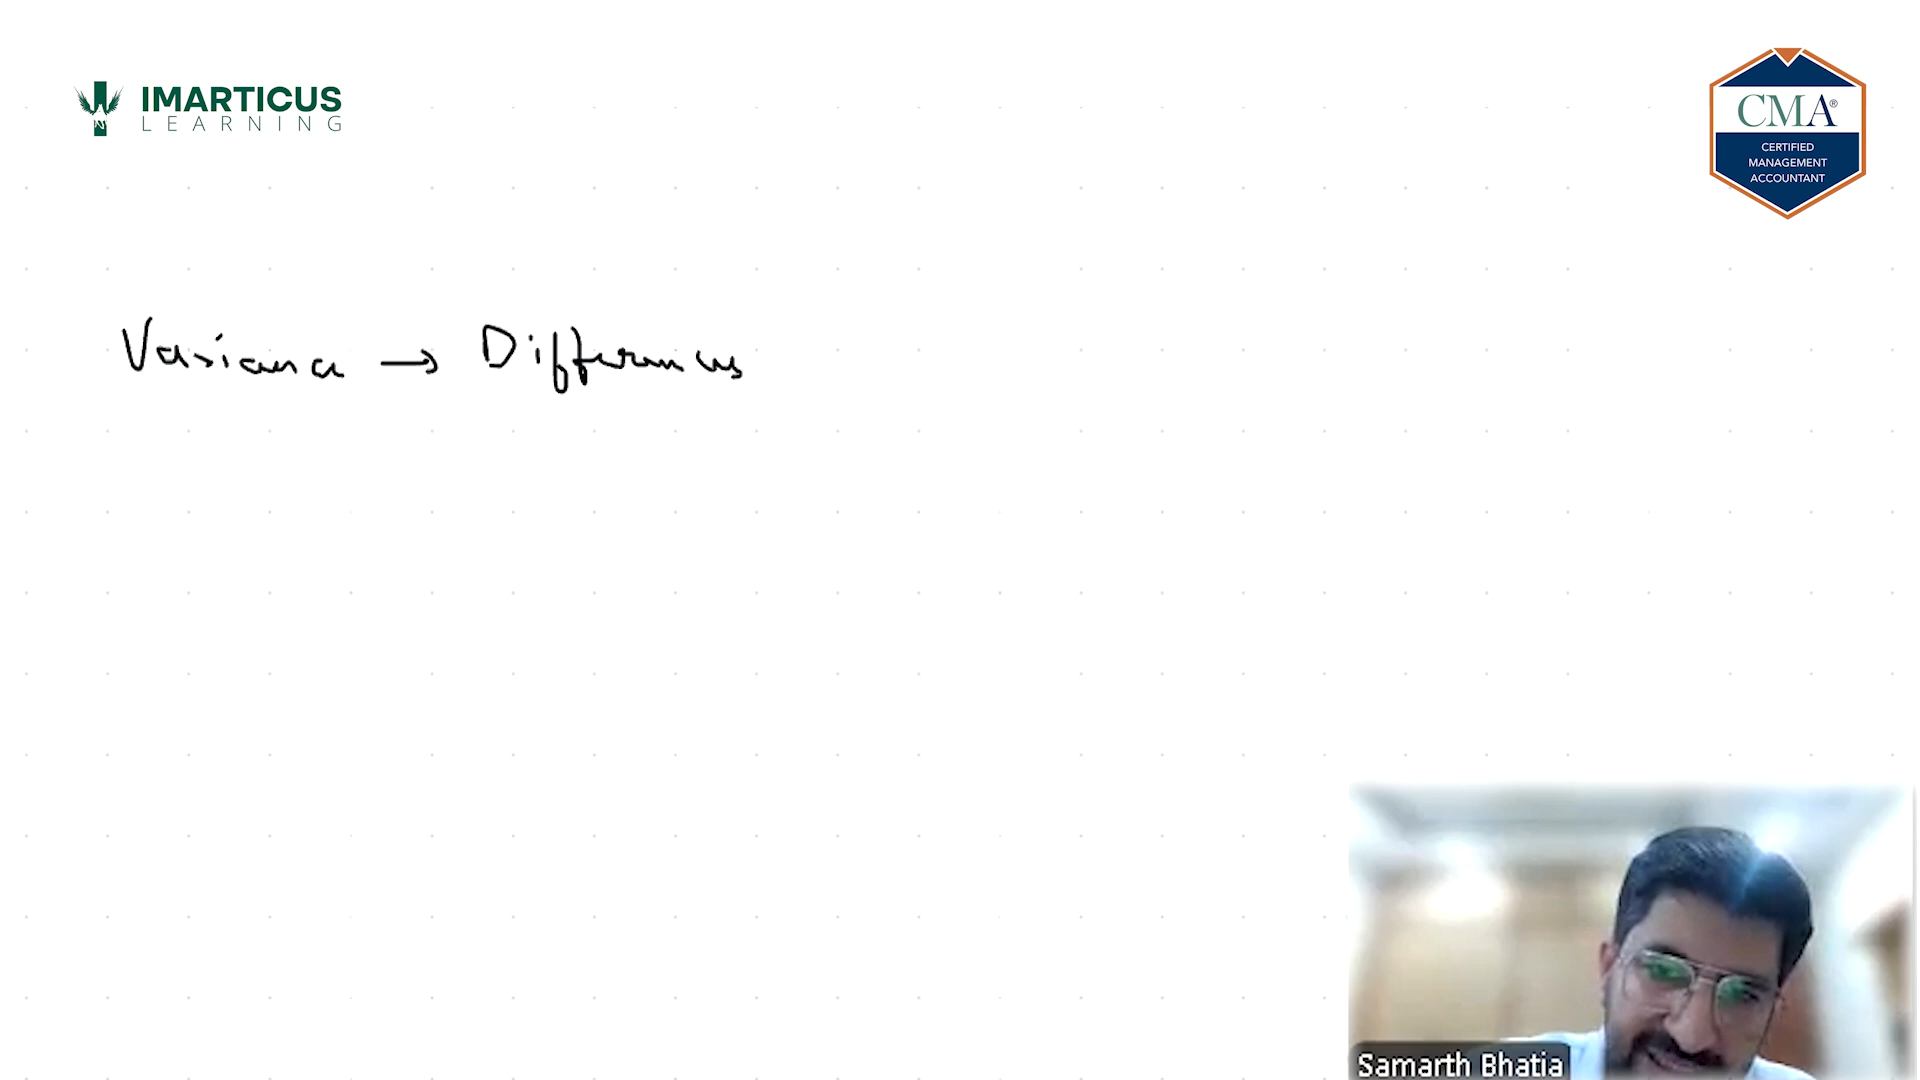 IMARTICUS
LEARNING
CMA®
CERTIFIED
MANAGEMENT
ACCOUNTANT
Variance → Differences
Samarth Bhatia